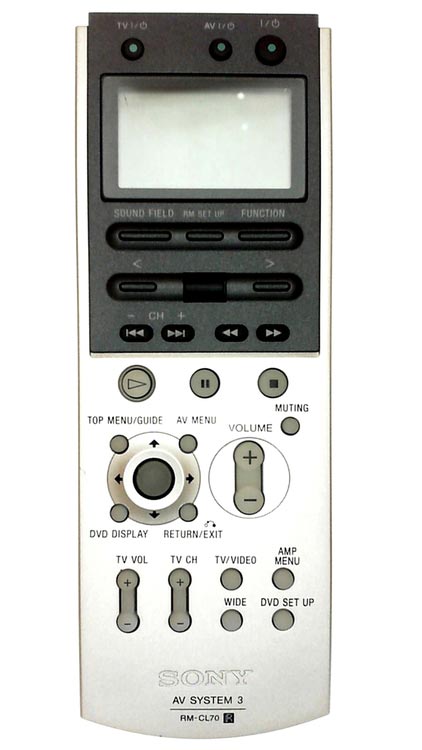 TV I/⏻ AV I/⏻ I/⏻
SOUND FIELD RM SET UP FUNCTION
< >
− CH +
MUTING
TOP MENU/GUIDE AV MENU VOLUME
+
−
DVD DISPLAY RETURN/EXIT
TV VOL TV CH TV/VIDEO AMP MENU
+ +
− −
WIDE DVD SET UP
SONY
AV SYSTEM 3
RM-CL70 R